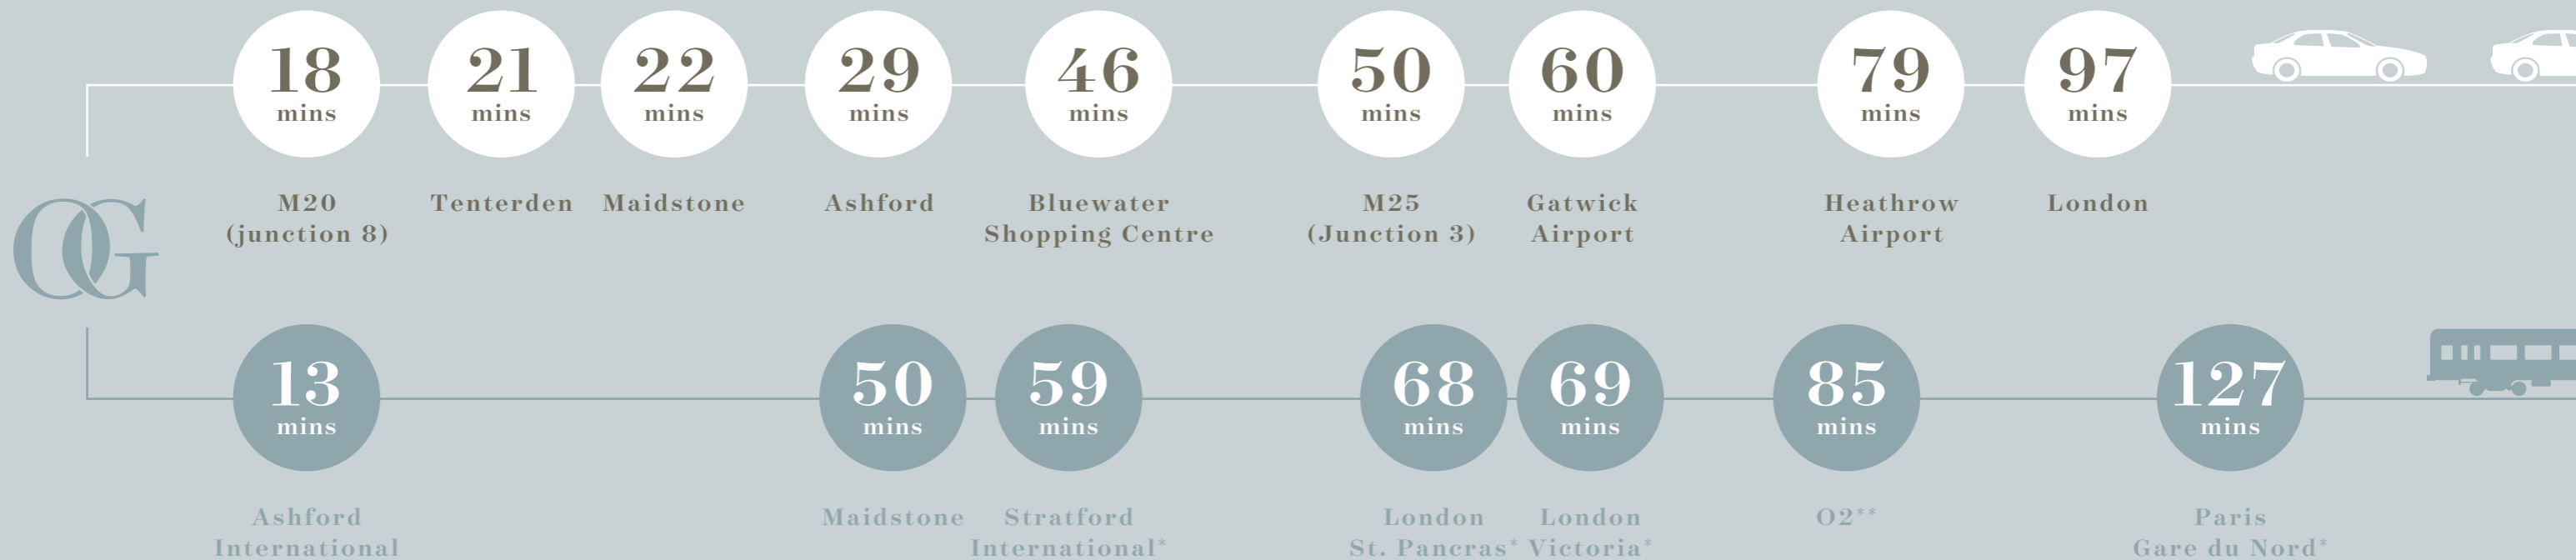 18 mins
21 mins
22 mins
29 mins
46 mins
50 mins
60 mins
79 mins
97 mins
M20
(junction 8)
Tenterden
Maidstone
Ashford
Bluewater
Shopping Centre
M25
(Junction 3)
Gatwick
Airport
Heathrow
Airport
London
OG
13 mins
50 mins
59 mins
68 mins
69 mins
85 mins
127 mins
Ashford
International
Maidstone
Stratford
International*
London
St. Pancras*
London
Victoria*
O2**
Paris
Gare du Nord*